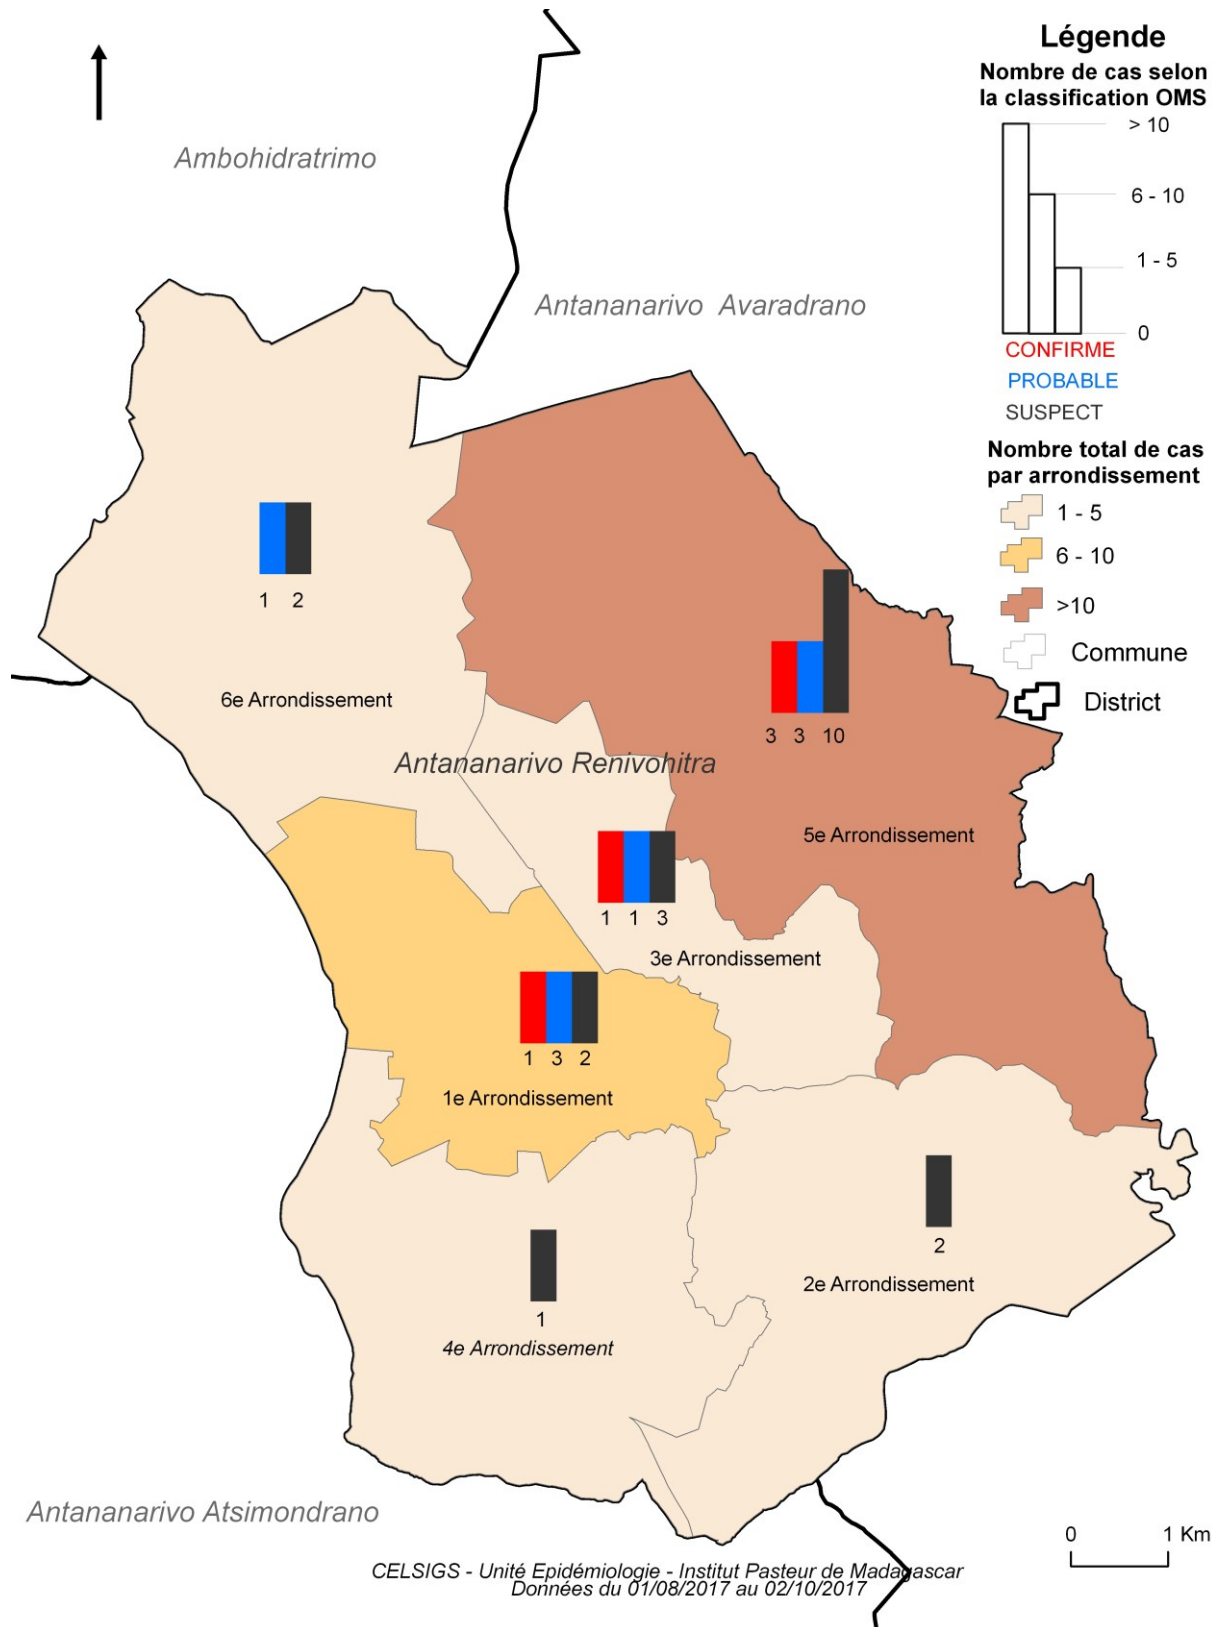 Légende
Nombre de cas selon
la classification OMS
> 10
6 - 10
1 - 5
0
CONFIRME
PROBABLE
SUSPECT
Nombre total de cas
par arrondissement
1 - 5
6 - 10
>10
Commune
District
Ambohidratrimo
Antananarivo Avaradrano
1 2
6e Arrondissement
3 3 10
Antananarivo Renivohitra
5e Arrondissement
1 1 3
3e Arrondissement
1 3 2
1e Arrondissement
2
2e Arrondissement
1
4e Arrondissement
Antananarivo Atsimondrano
0 1 Km
CELSIGS - Unité Epidémiologie - Institut Pasteur de Madagascar
Données du 01/08/2017 au 02/10/2017